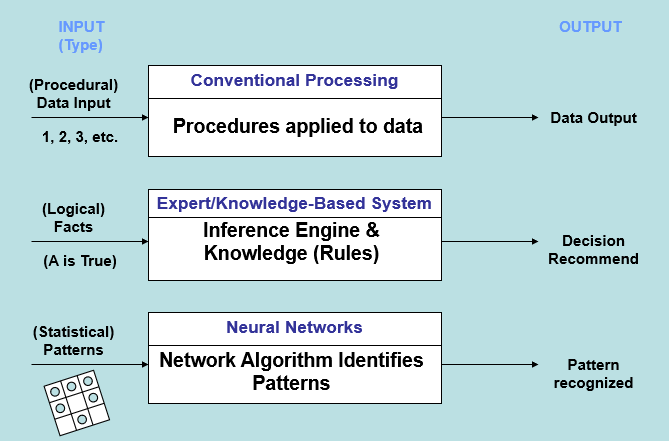 INPUT
(Type)
OUTPUT
(Procedural)
Data Input
1, 2, 3, etc.
Conventional Processing
Procedures applied to data
Data Output
(Logical)
Facts
(A is True)
Expert/Knowledge-Based System
Inference Engine &
Knowledge (Rules)
Decision
Recommend
(Statistical)
Patterns
Neural Networks
Network Algorithm Identifies
Patterns
Pattern
recognized